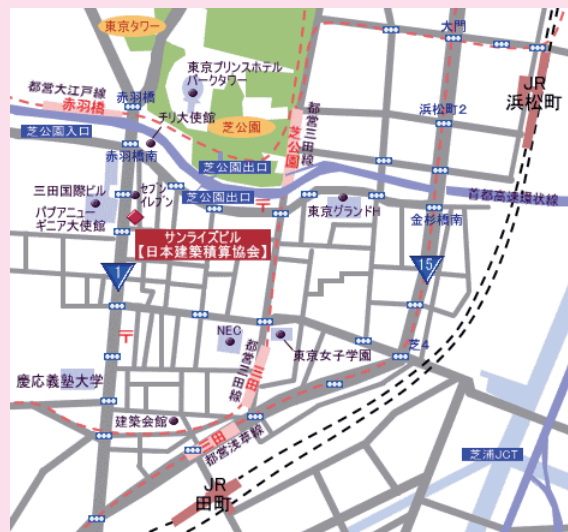 東京タワー
大門
東京プリンスホテル
パークタワー
JR
浜松町
都営大江戸線
赤羽橋
赤羽橋
浜松町2
チリ大使館
芝公園
都営三田線
芝公園
芝公園入口
赤羽橋南
芝公園出口
三田国際ビル
セブン
イレブン
芝公園出口
首都高速環状線
パプアニュー
ギニア大使館
〒
東京グランドH
金杉橋南
サンライズビル
【日本建築積算協会】
1
15
〒
NEC
東京女子学園
芝4
都営三田線
三田
慶応義塾大学
建築会館
三田
都営浅草線
芝浦JCT
JR
田町